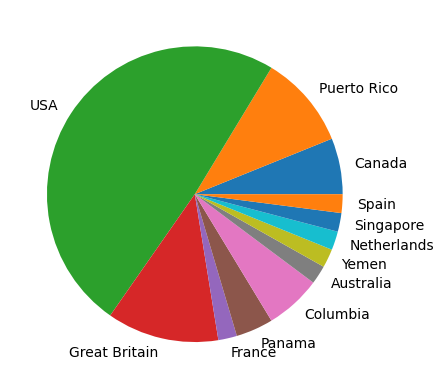 Puerto Rico
USA
Canada
Spain
Singapore
Netherlands
Yemen
Australia
Columbia
Panama
France
Great Britain